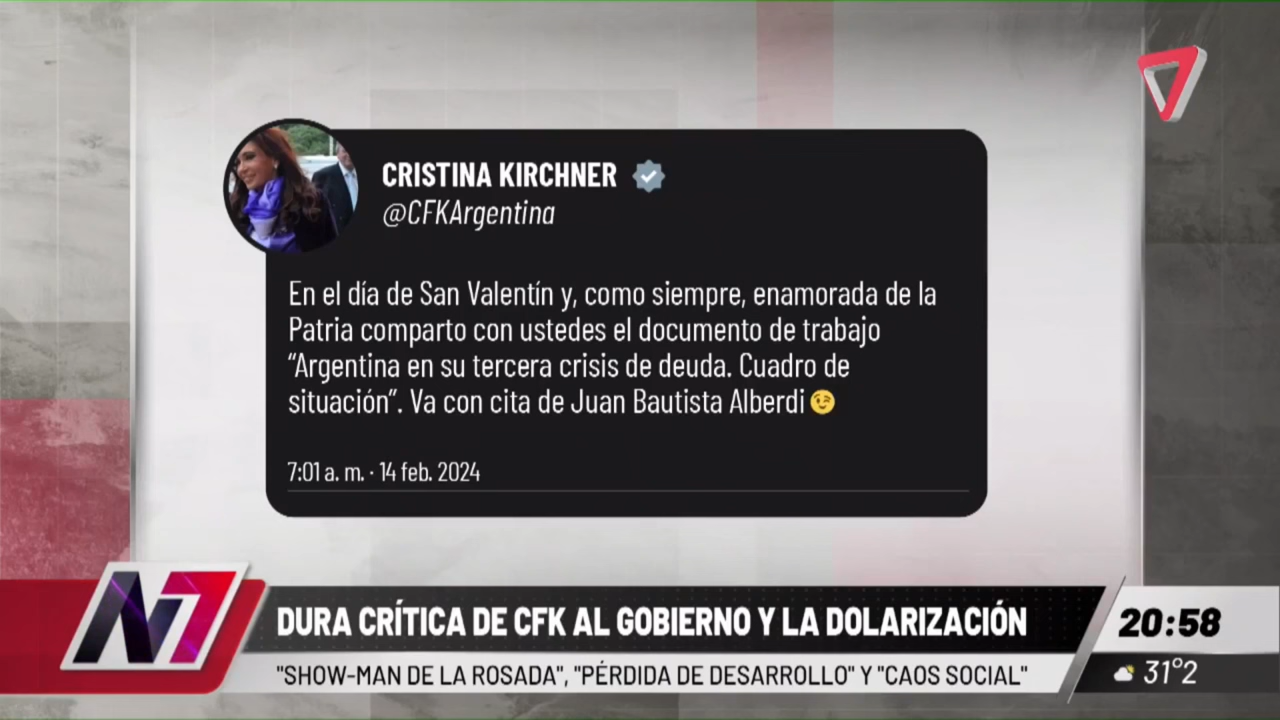 CRISTINA KIRCHNER
@CFKArgentina
En el día de San Valentín y, como siempre, enamorada de la
Patria comparto con ustedes el documento de trabajo
“Argentina en su tercera crisis de deuda. Cuadro de
situación”. Va con cita de Juan Bautista Alberdi 😉
7:01 a. m. · 14 feb. 2024
N7
DURA CRÍTICA DE CFK AL GOBIERNO Y LA DOLARIZACIÓN
20:58
"SHOW-MAN DE LA ROSADA", "PÉRDIDA DE DESARROLLO" Y "CAOS SOCIAL"
31°2